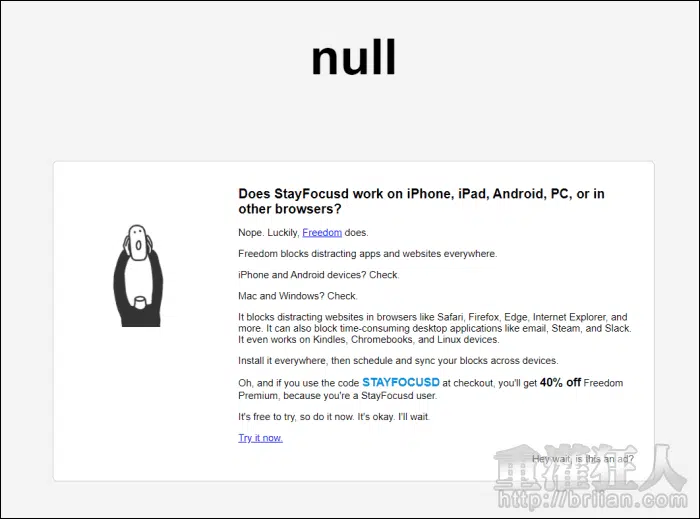 null
Does StayFocusd work on iPhone, iPad, Android, PC, or in
other browsers?
Nope. Luckily, Freedom does.
Freedom blocks distracting apps and websites everywhere.
iPhone and Android devices? Check.
Mac and Windows? Check.
It blocks distracting websites in browsers like Safari, Firefox, Edge, Internet Explorer, and
more. It can also block time-consuming desktop applications like email, Steam, and Slack.
It even works on Kindles, Chromebooks, and Linux devices.
Install it everywhere, then schedule and sync your blocks across devices.
Oh, and if you use the code STAYFOCUSD at checkout, you'll get 40% off Freedom
Premium, because you're a StayFocusd user.
It's free to try, so do it now. It's okay. I'll wait.
Try it now.
Hey wait, is this an ad?
重灌狂人
http://briian.com